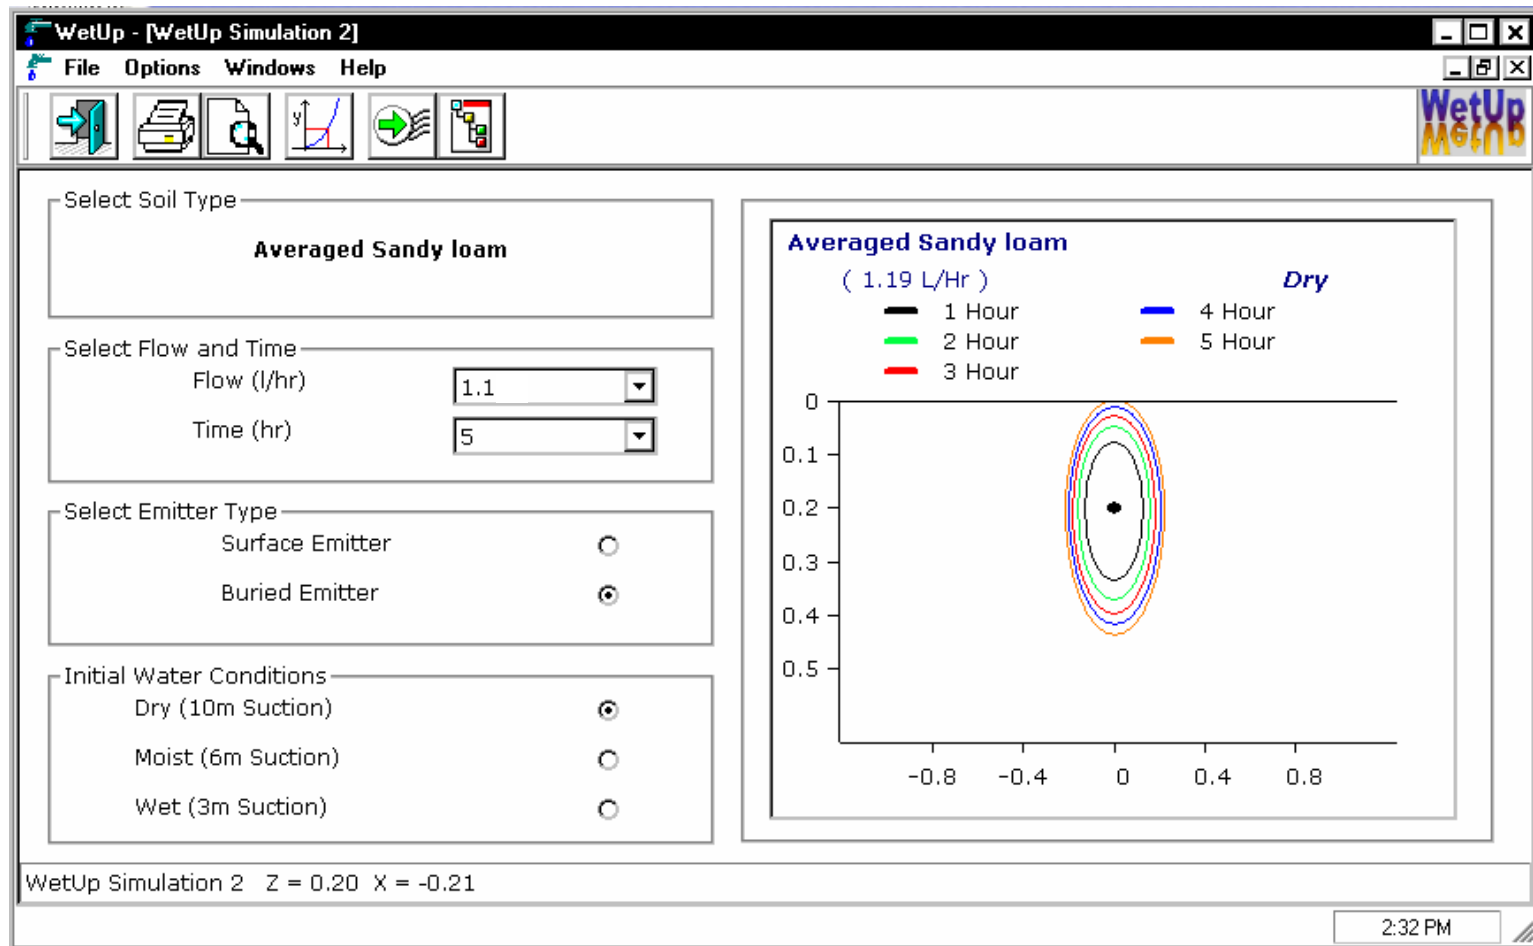 WetUp - [WetUp Simulation 2]
File Options Windows Help
y
WetUp
Select Soil Type
Averaged Sandy loam
Select Flow and Time
Flow (l/hr) 1.1
Time (hr) 5
Select Emitter Type
Surface Emitter
Buried Emitter
Initial Water Conditions
Dry (10m Suction)
Moist (6m Suction)
Wet (3m Suction)
Averaged Sandy loam
( 1.19 L/Hr ) Dry
1 Hour 4 Hour
2 Hour 5 Hour
3 Hour
0
0.1
0.2
0.3
0.4
0.5
-0.8 -0.4 0 0.4 0.8
WetUp Simulation 2 Z = 0.20 X = -0.21
2:32 PM